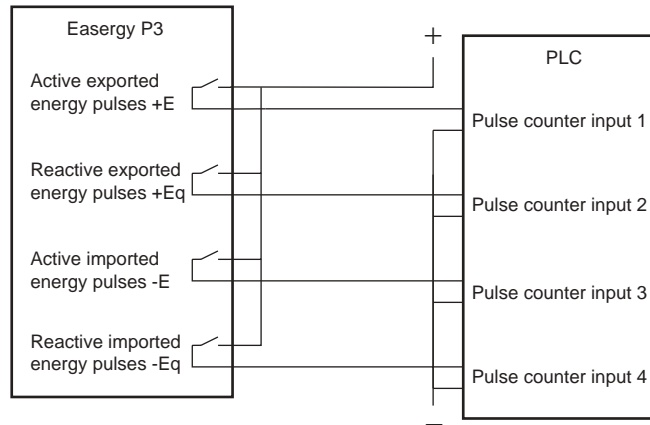 Easergy P3
Active exported
energy pulses +E
Reactive exported
energy pulses +Eq
Active imported
energy pulses -E
Reactive imported
energy pulses -Eq
+
PLC
Pulse counter input 1
Pulse counter input 2
Pulse counter input 3
Pulse counter input 4
-